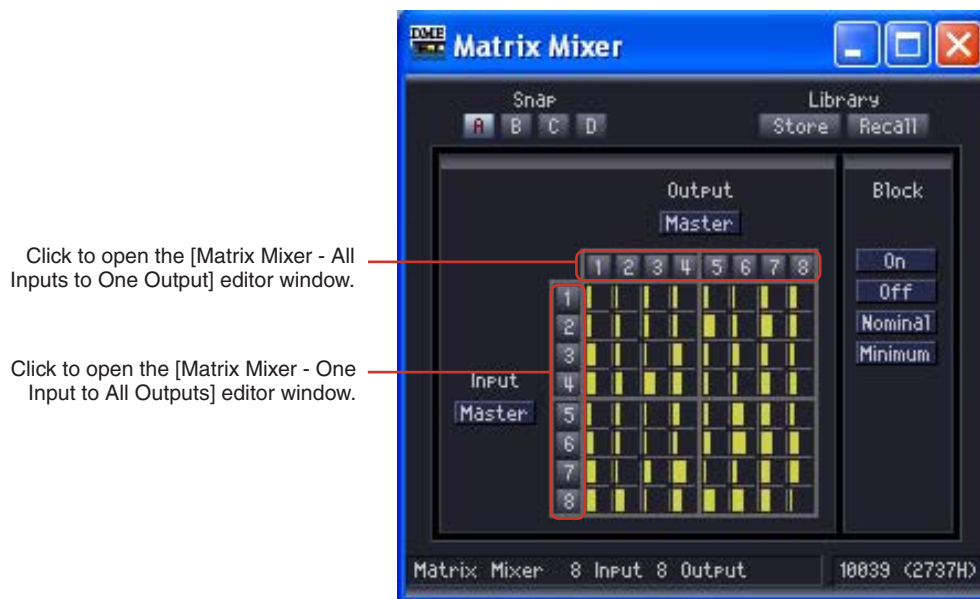 DME
Matrix Mixer
Snap
Library
A B C D
Store Recall
Output
Block
Master
Click to open the [Matrix Mixer - All
Inputs to One Output] editor window.
1 2 3 4 5 6 7 8
On
Off
Nominal
Minimum
1
2
3
4
5
6
7
8
Click to open the [Matrix Mixer - One
Input to All Outputs] editor window.
Input
Master
Matrix Mixer 8 Input 8 Output
10039 (2737H)